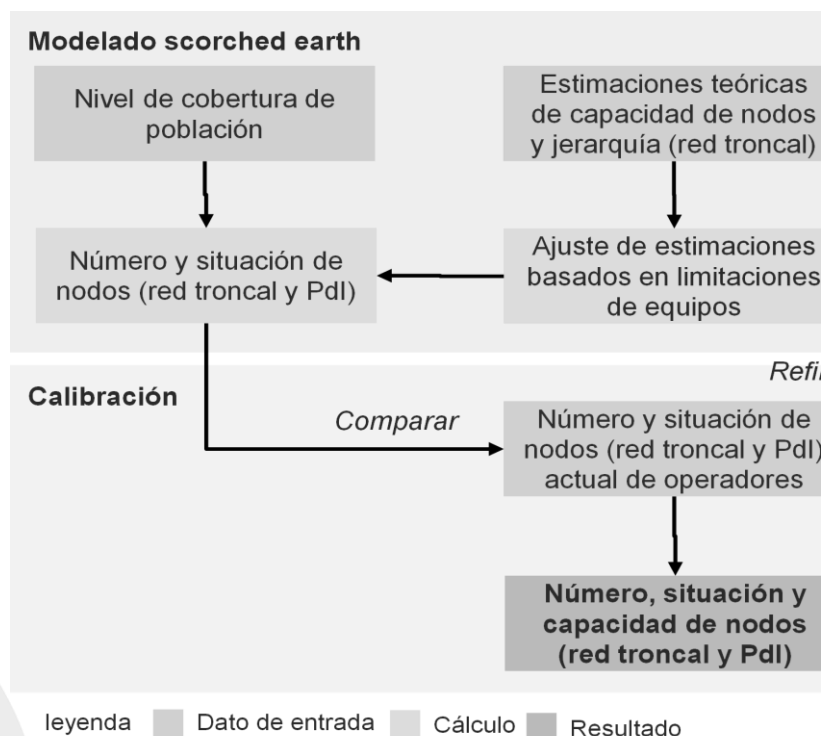 Modelado scorched earth
Nivel de cobertura de
población
Estimaciones teóricas
de capacidad de nodos
y jerarquía (red troncal)
Número y situación de
nodos (red troncal y PdI)
Ajuste de estimaciones
basados en limitaciones
de equipos
Calibración
Refi
Comparar
Número y situación de
nodos (red troncal y PdI)
actual de operadores
Número, situación y
capacidad de nodos
(red troncal y PdI)
leyenda Dato de entrada Cálculo Resultado